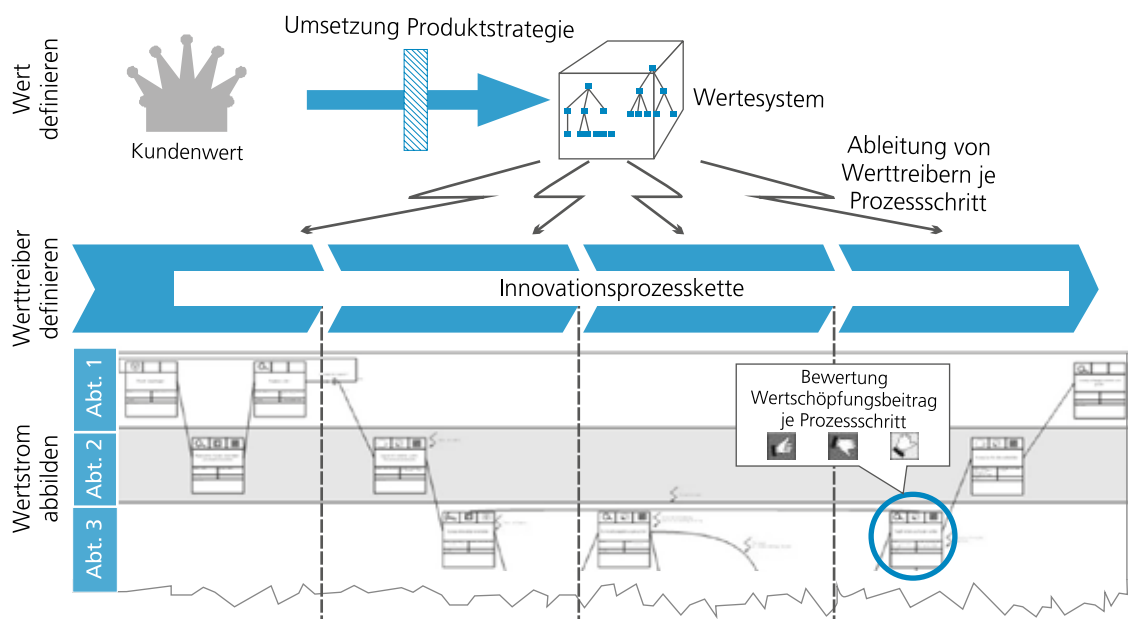 Umsetzung Produktstrategie
Wert
definieren
Kundenwert
Wertesystem
Ableitung von
Werttreibern je
Prozessschritt
Werttreiber
definieren
Innovationsprozesskette
Wertstrom
abbilden
Abt. 1
Abt. 2
Abt. 3
Bewertung
Wertschöpfungsbeitrag
je Prozessschritt